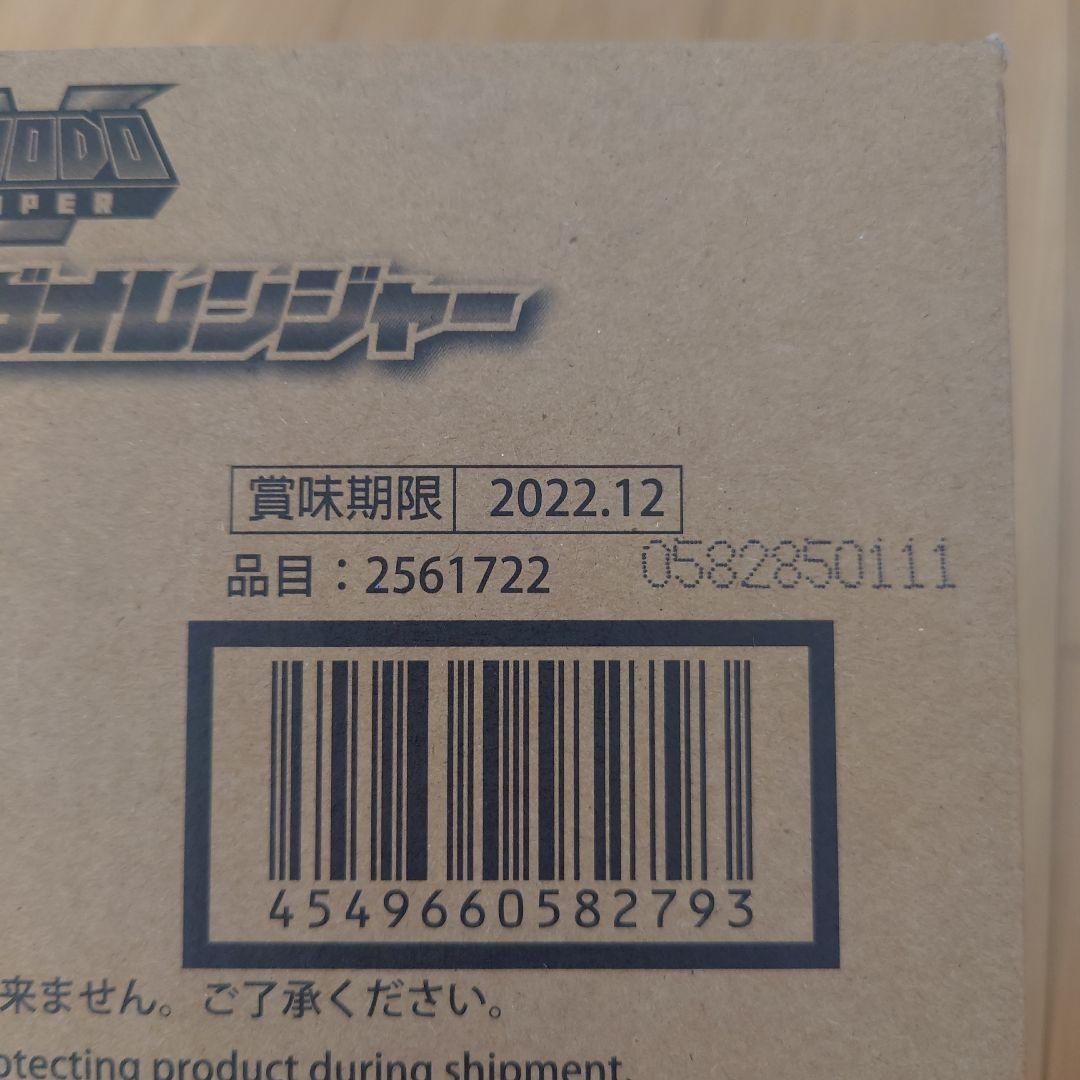 ODO
PER
ガオレンジャー
賞味期限 2022.12
品目：2561722 0582850111
4549660582793
来ません。ご了承ください。
otecting product during shipment.